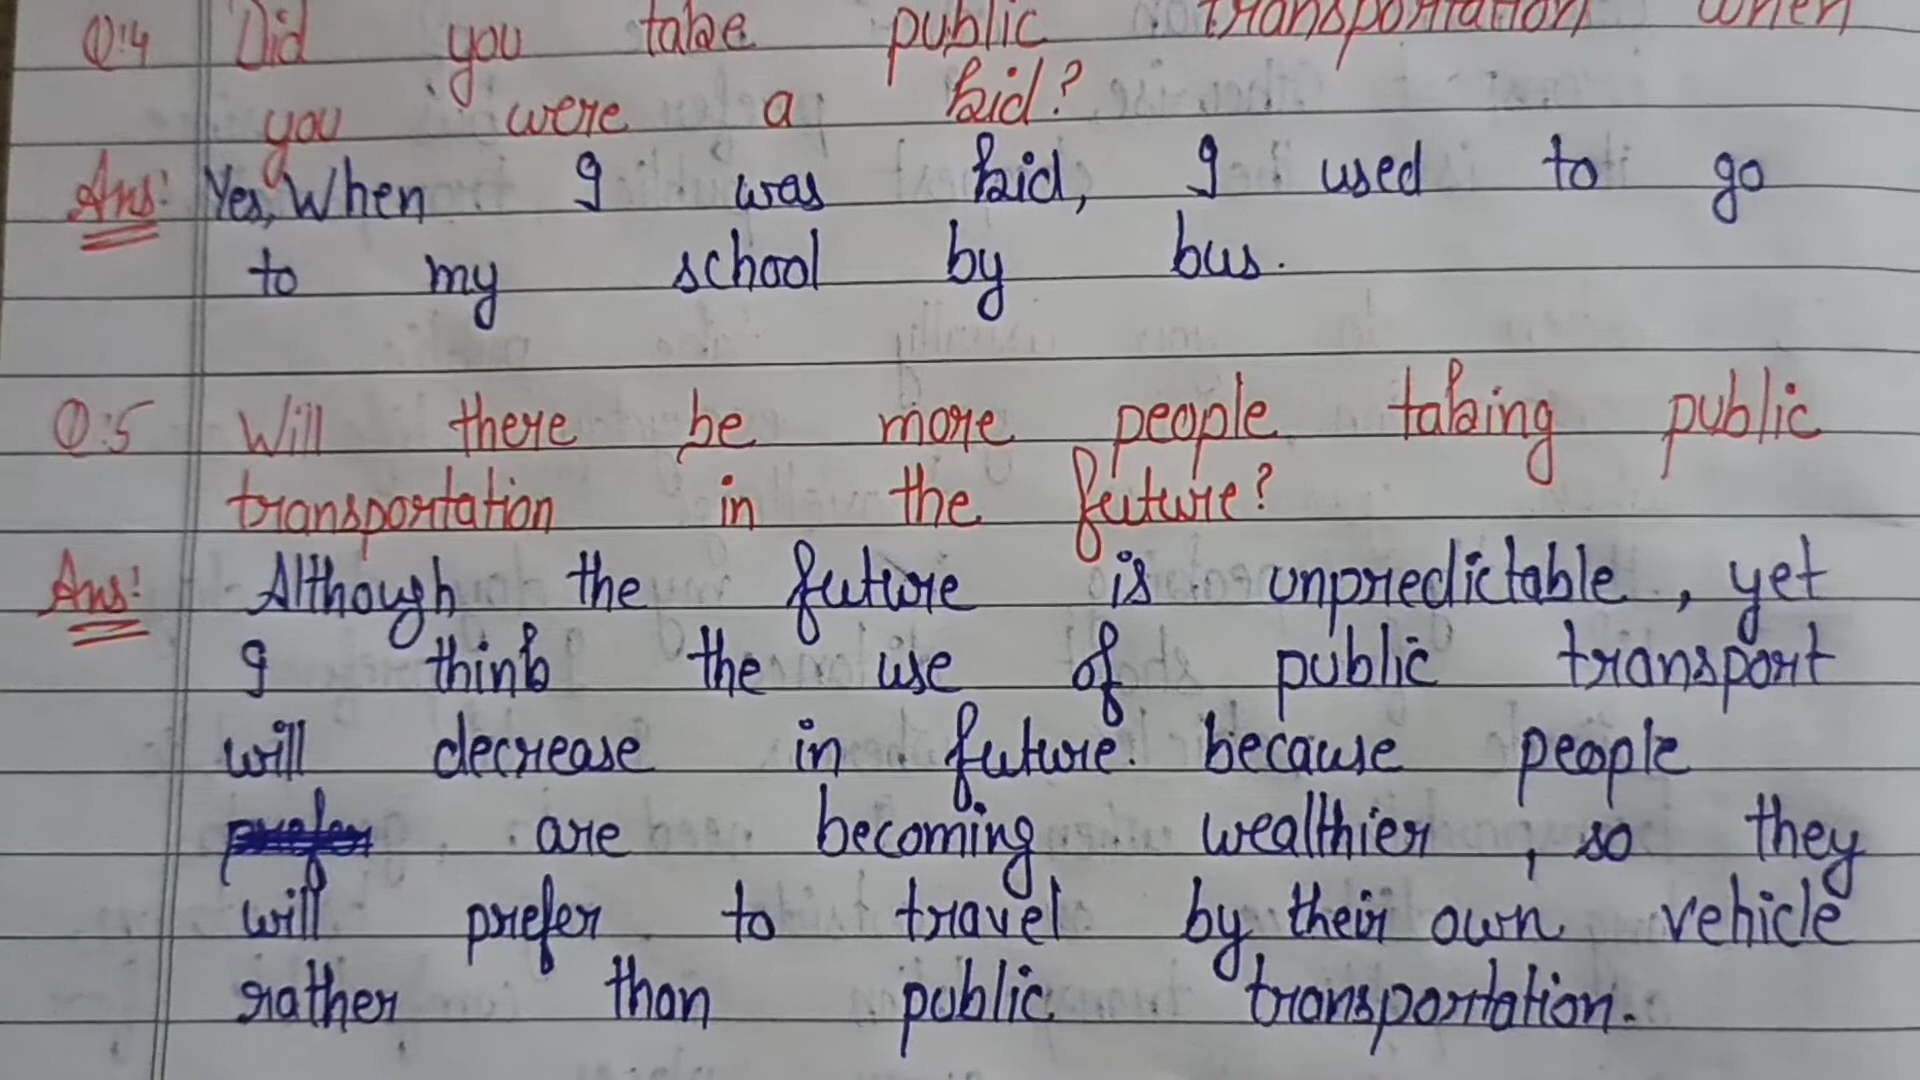 Q:4 Did you take public transportation when
you were a kid?
Ans: Yes, When I was kid, I used to go
to my school by bus.
Q:5 Will there be more people taking public
transportation in the future?
Ans: Although the future is unpredictable, yet
I think the use of public transport
will decrease in future. because people
are becoming wealthier, so they
will prefer to travel by their own vehicle
rather than public transportation.